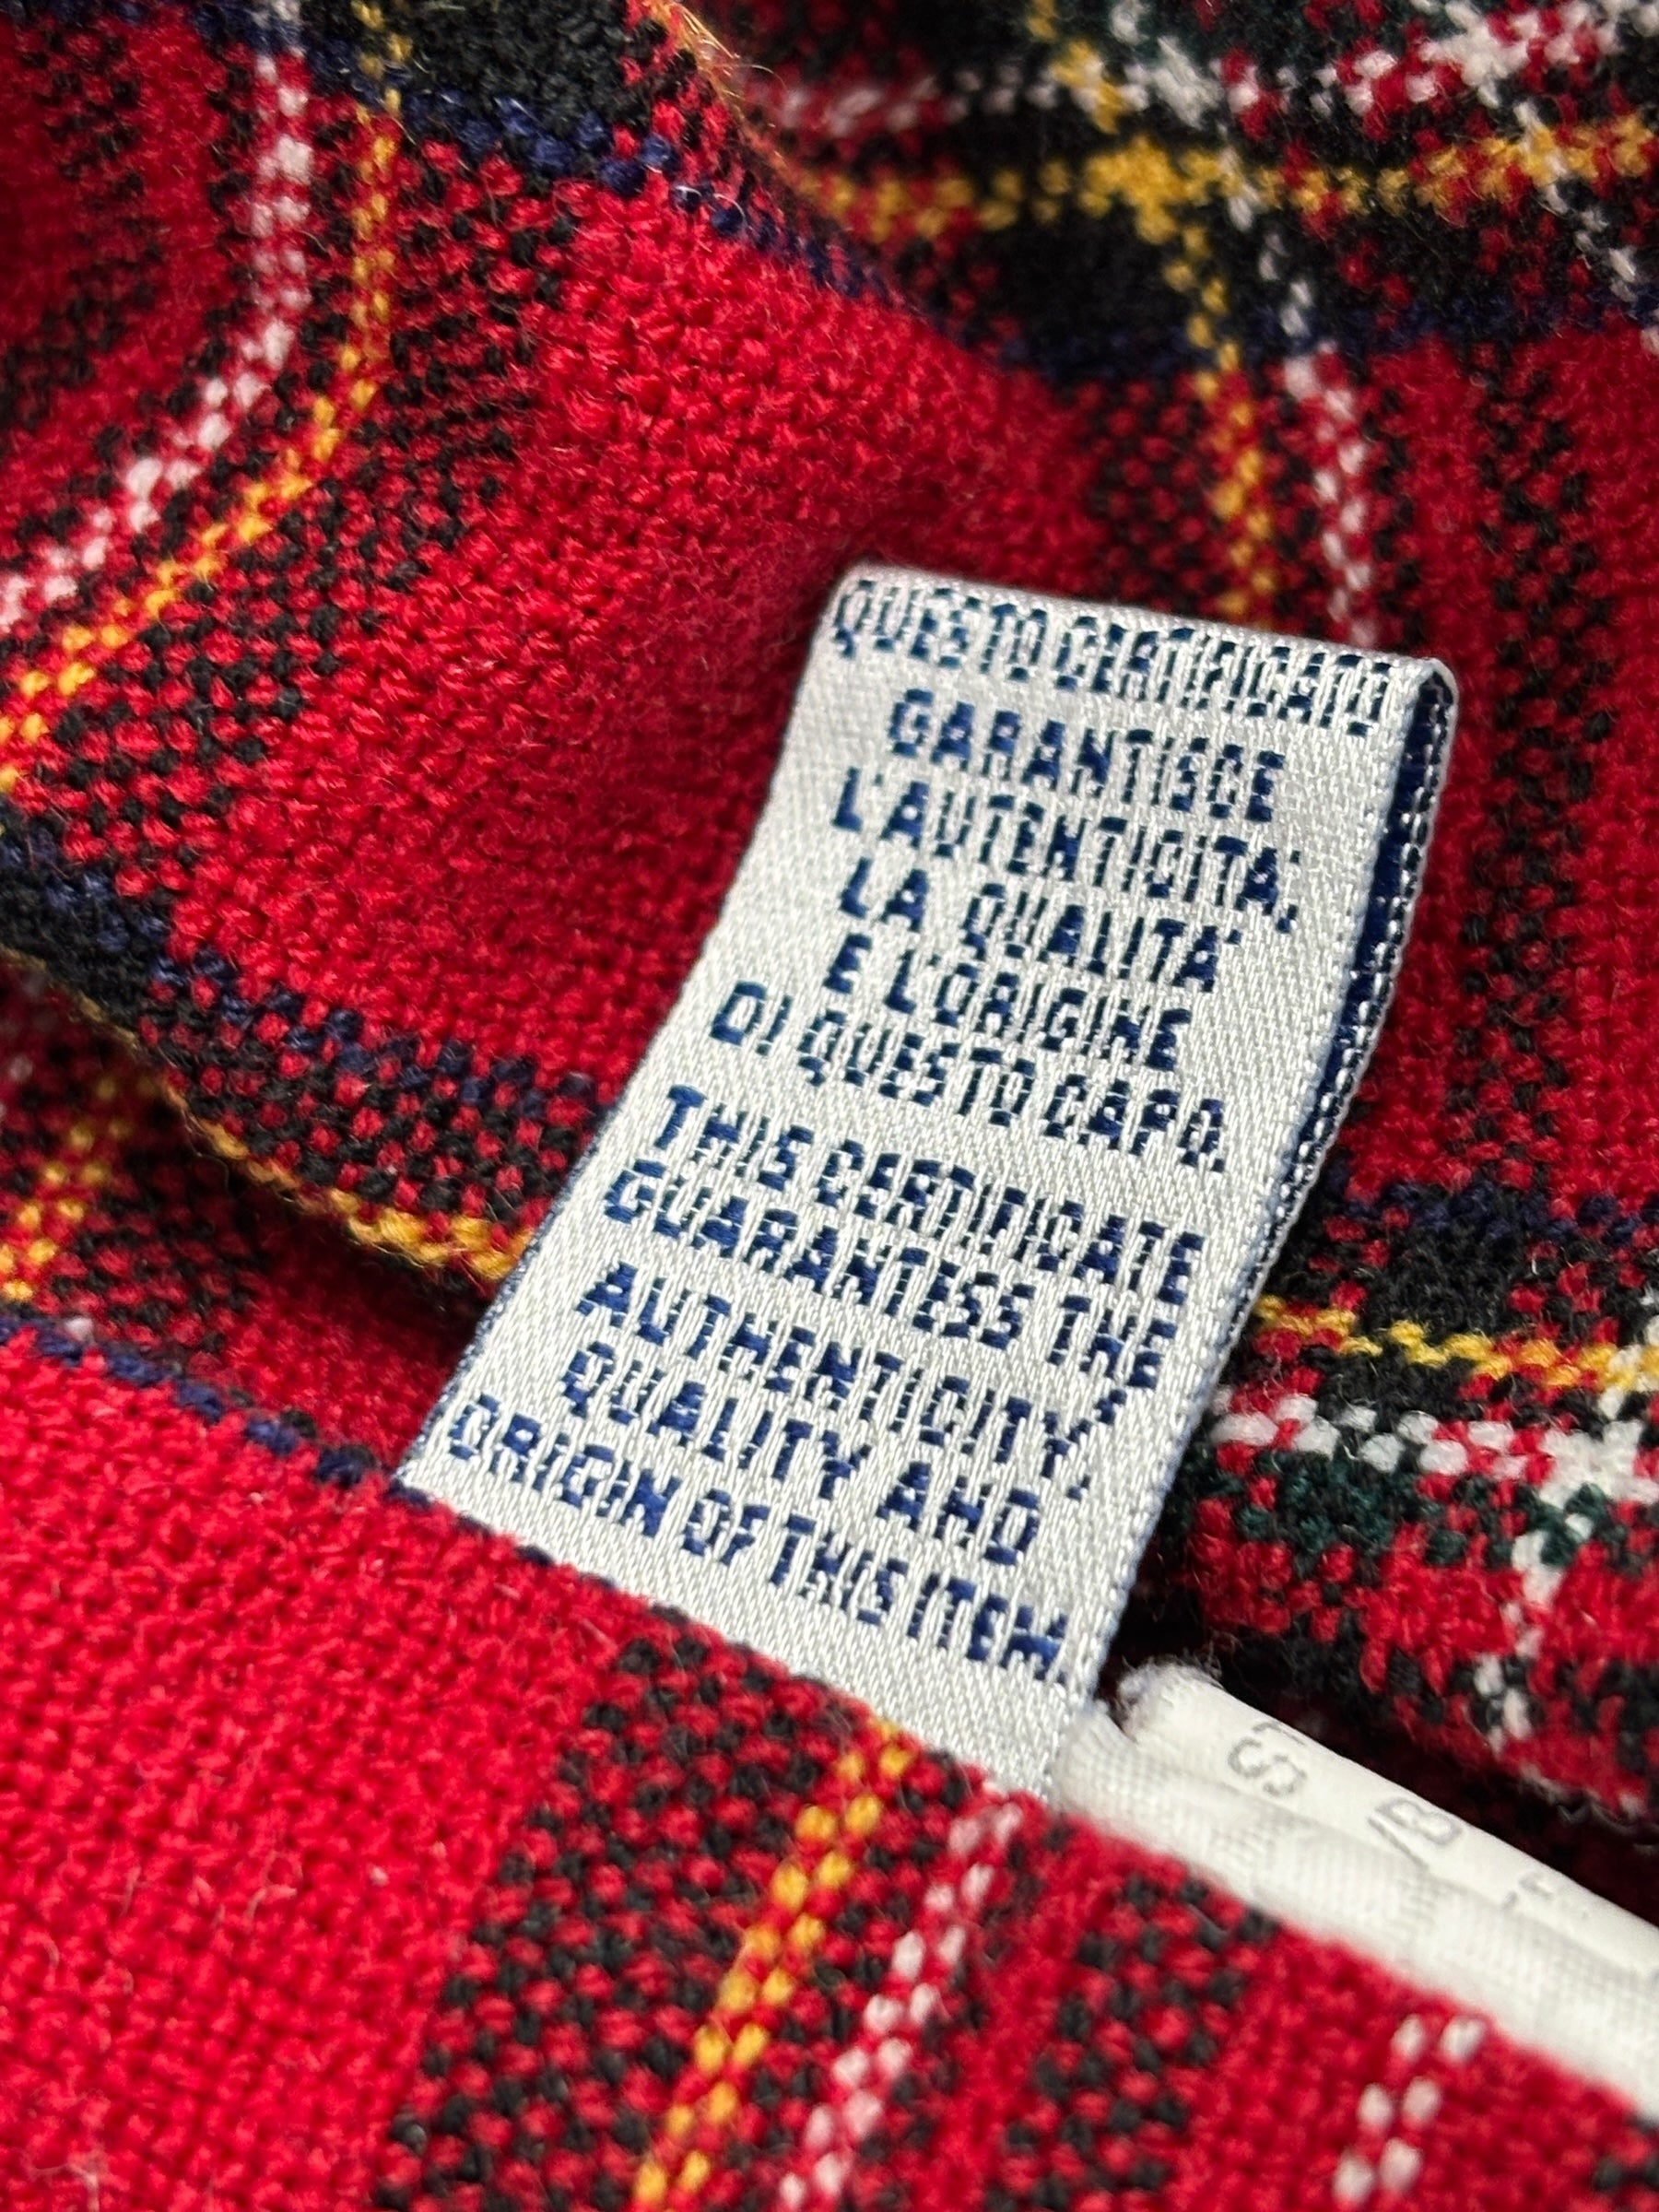 QUESTO CERTIFICATO
GARANTISCE
L'AUTENTICITA',
LA QUALITA'
E L'ORIGINE
DI QUESTO CAPO.
THIS CERTIFICATE
GUARANTESS THE
AUTHENTICITY,
QUALITY AND
ORIGIN OF THIS ITEM.